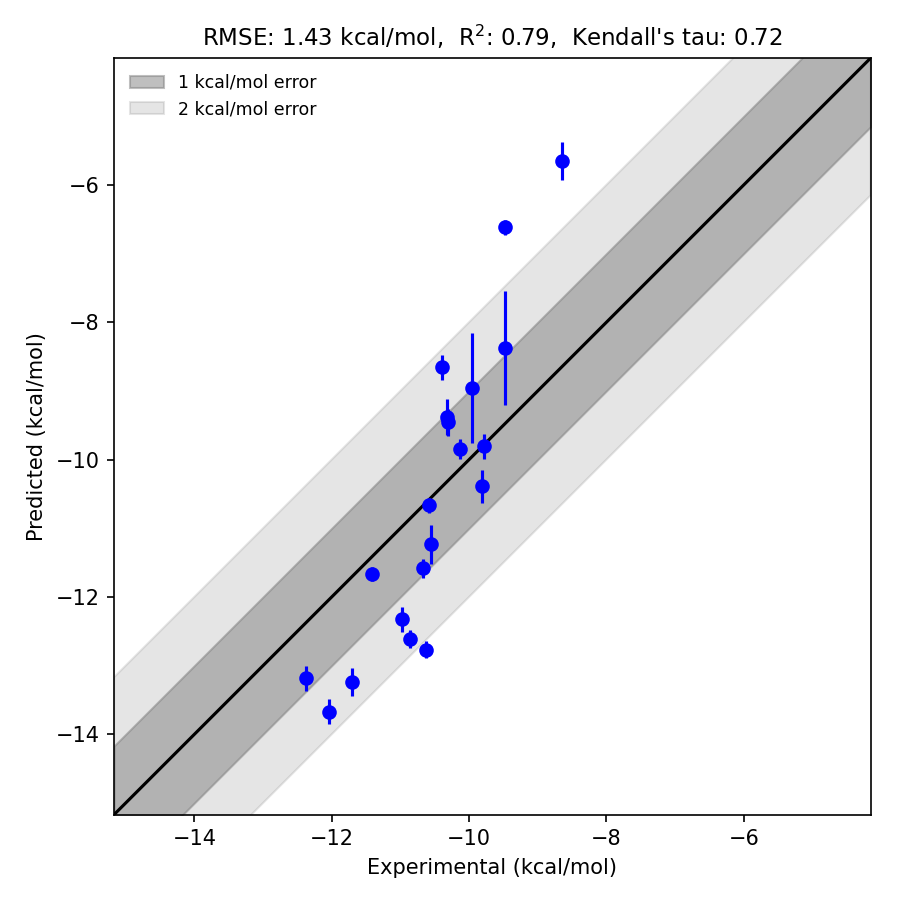 RMSE: 1.43 kcal/mol, R²: 0.79, Kendall's tau: 0.72
1 kcal/mol error
2 kcal/mol error
−6
−8
−10
−12
−14
Predicted (kcal/mol)
−14 −12 −10 −8 −6
Experimental (kcal/mol)